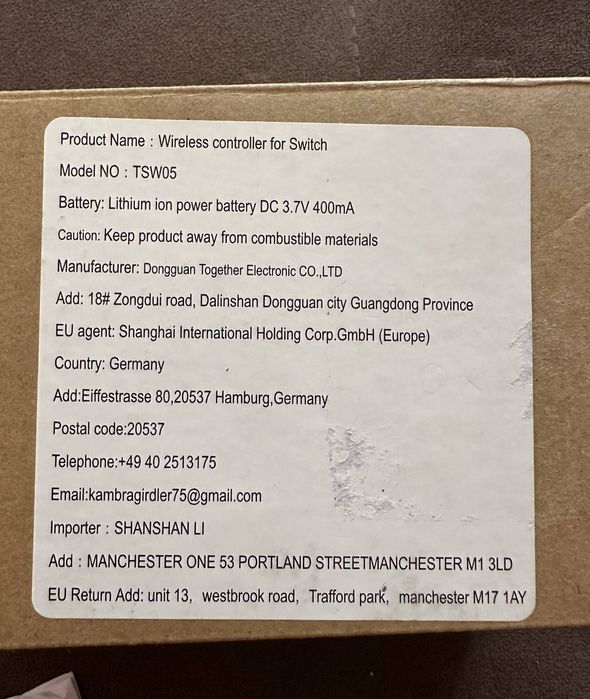 Product Name : Wireless controller for Switch
Model NO : TSW05
Battery: Lithium ion power battery DC 3.7V 400mA
Caution: Keep product away from combustible materials
Manufacturer: Dongguan Together Electronic CO.,LTD
Add: 18# Zongdui road, Dalinshan Dongguan city Guangdong Province
EU agent: Shanghai International Holding Corp.GmbH (Europe)
Country: Germany
Add:Eiffestrasse 80,20537 Hamburg,Germany
Postal code:20537
Telephone:+49 40 2513175
Email:kambragirdler75@gmail.com
Importer : SHANSHAN LI
Add : MANCHESTER ONE 53 PORTLAND STREETMANCHESTER M1 3LD
EU Return Add: unit 13, westbrook road, Trafford park, manchester M17 1AY